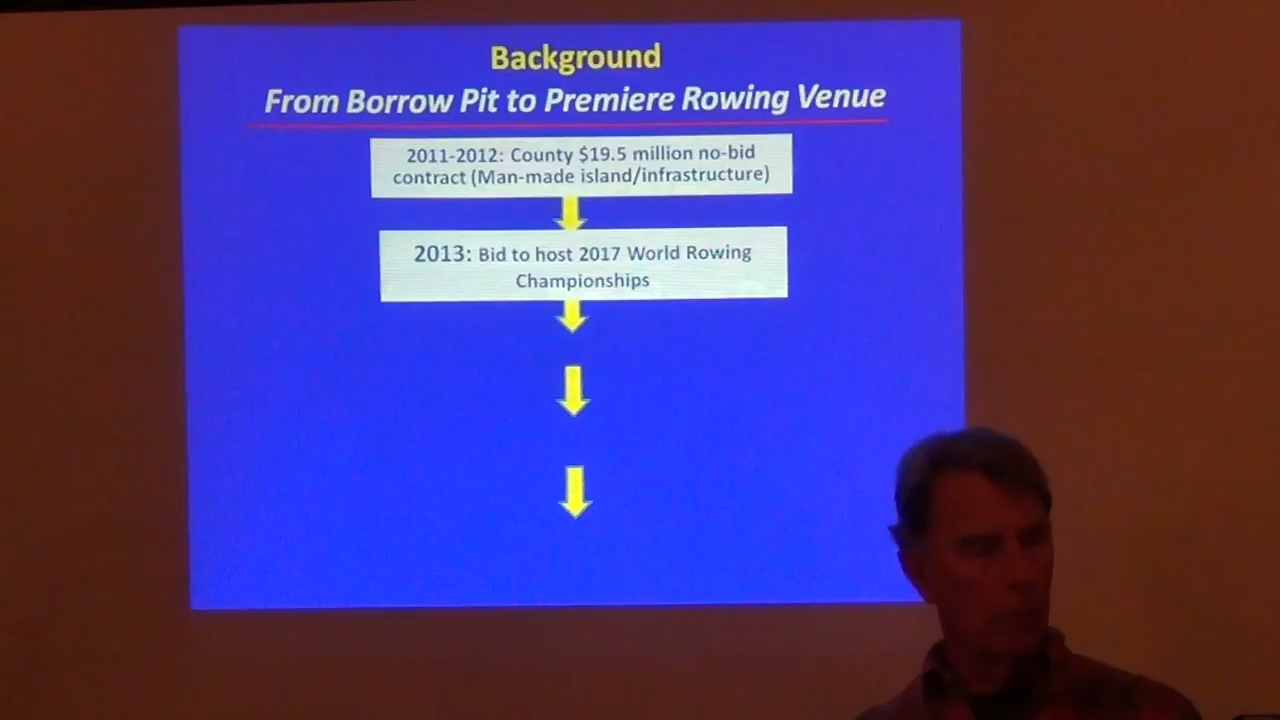 Background
From Borrow Pit to Premiere Rowing Venue
2011-2012: County $19.5 million no-bid
contract (Man-made island/infrastructure)
2013: Bid to host 2017 World Rowing
Championships